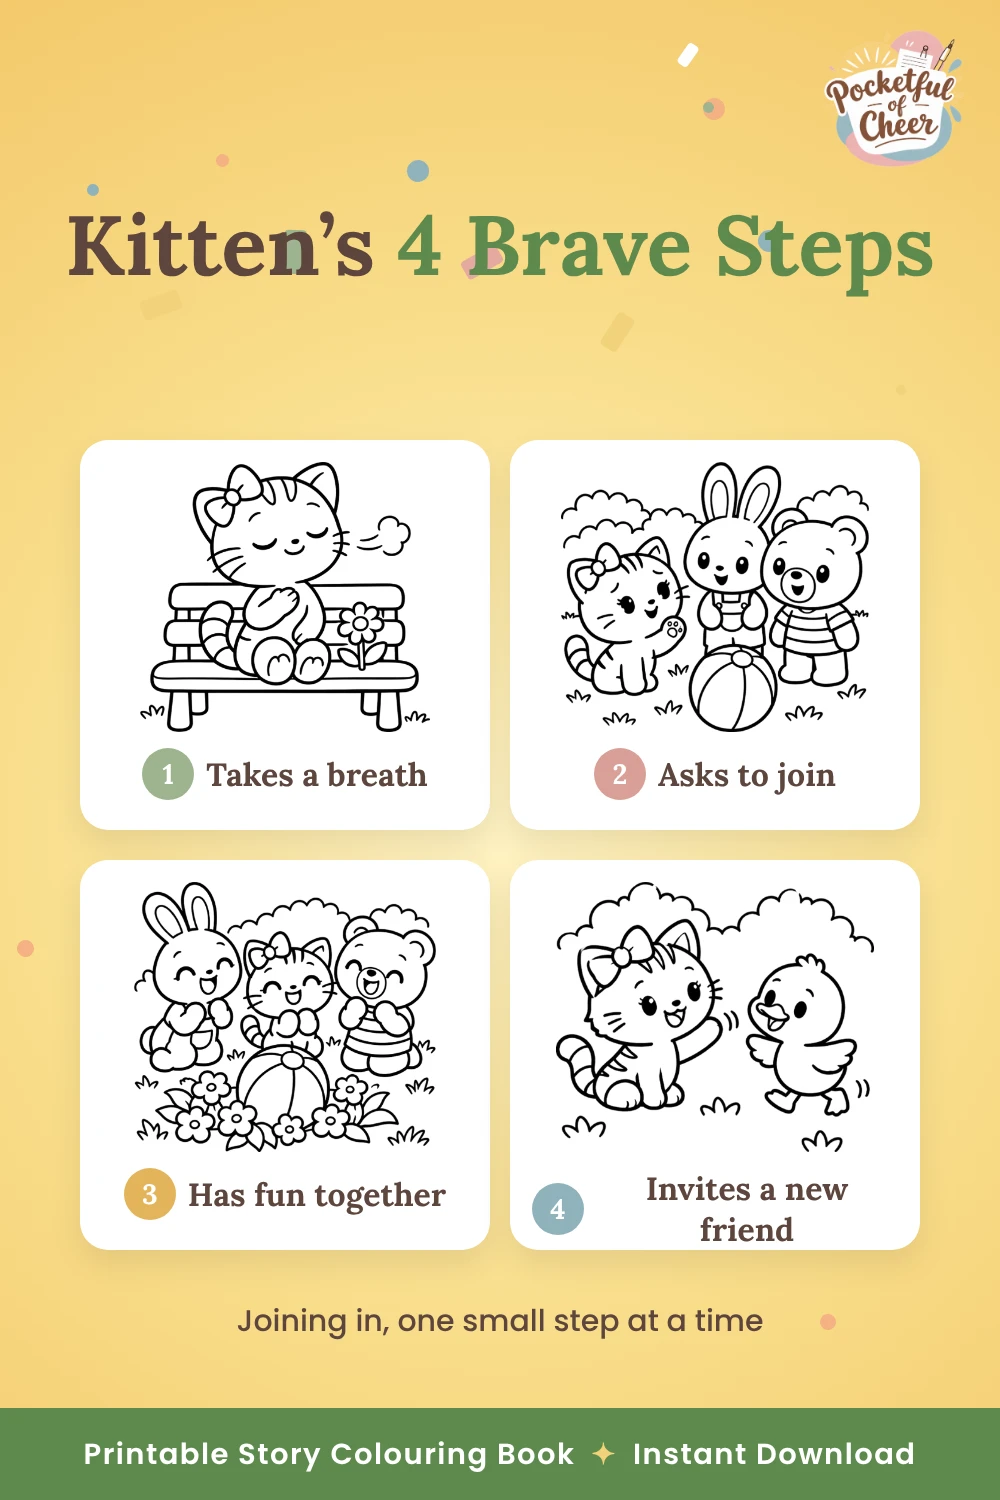 Pocketful
of
Cheer
Kitten’s 4 Brave Steps
1 Takes a breath
2 Asks to join
3 Has fun together
4 Invites a new
friend
Joining in, one small step at a time
Printable Story Colouring Book ✦ Instant Download